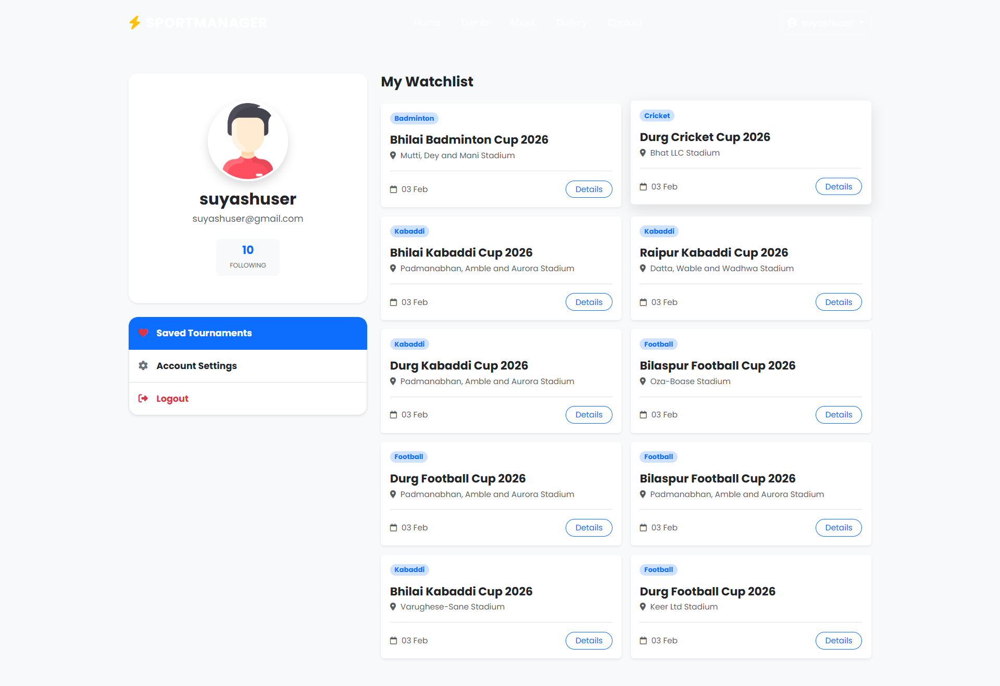 SPORTMANAGER
Home Events About Gallery Contact
suyashuser
suyashuser
suyashuser@gmail.com
10
FOLLOWING
Saved Tournaments
Account Settings
Logout
My Watchlist
Badminton
Bhilai Badminton Cup 2026
Mutti, Dey and Mani Stadium
03 Feb
Details
Cricket
Durg Cricket Cup 2026
Bhat LLC Stadium
03 Feb
Details
Kabaddi
Bhilai Kabaddi Cup 2026
Padmanabhan, Amble and Aurora Stadium
03 Feb
Details
Kabaddi
Raipur Kabaddi Cup 2026
Datta, Wable and Wadhwa Stadium
03 Feb
Details
Kabaddi
Durg Kabaddi Cup 2026
Padmanabhan, Amble and Aurora Stadium
03 Feb
Details
Football
Bilaspur Football Cup 2026
Oza-Boase Stadium
03 Feb
Details
Football
Durg Football Cup 2026
Padmanabhan, Amble and Aurora Stadium
03 Feb
Details
Football
Bilaspur Football Cup 2026
Padmanabhan, Amble and Aurora Stadium
03 Feb
Details
Kabaddi
Bhilai Kabaddi Cup 2026
Varughese-Sane Stadium
03 Feb
Details
Football
Durg Football Cup 2026
Keer Ltd Stadium
03 Feb
Details